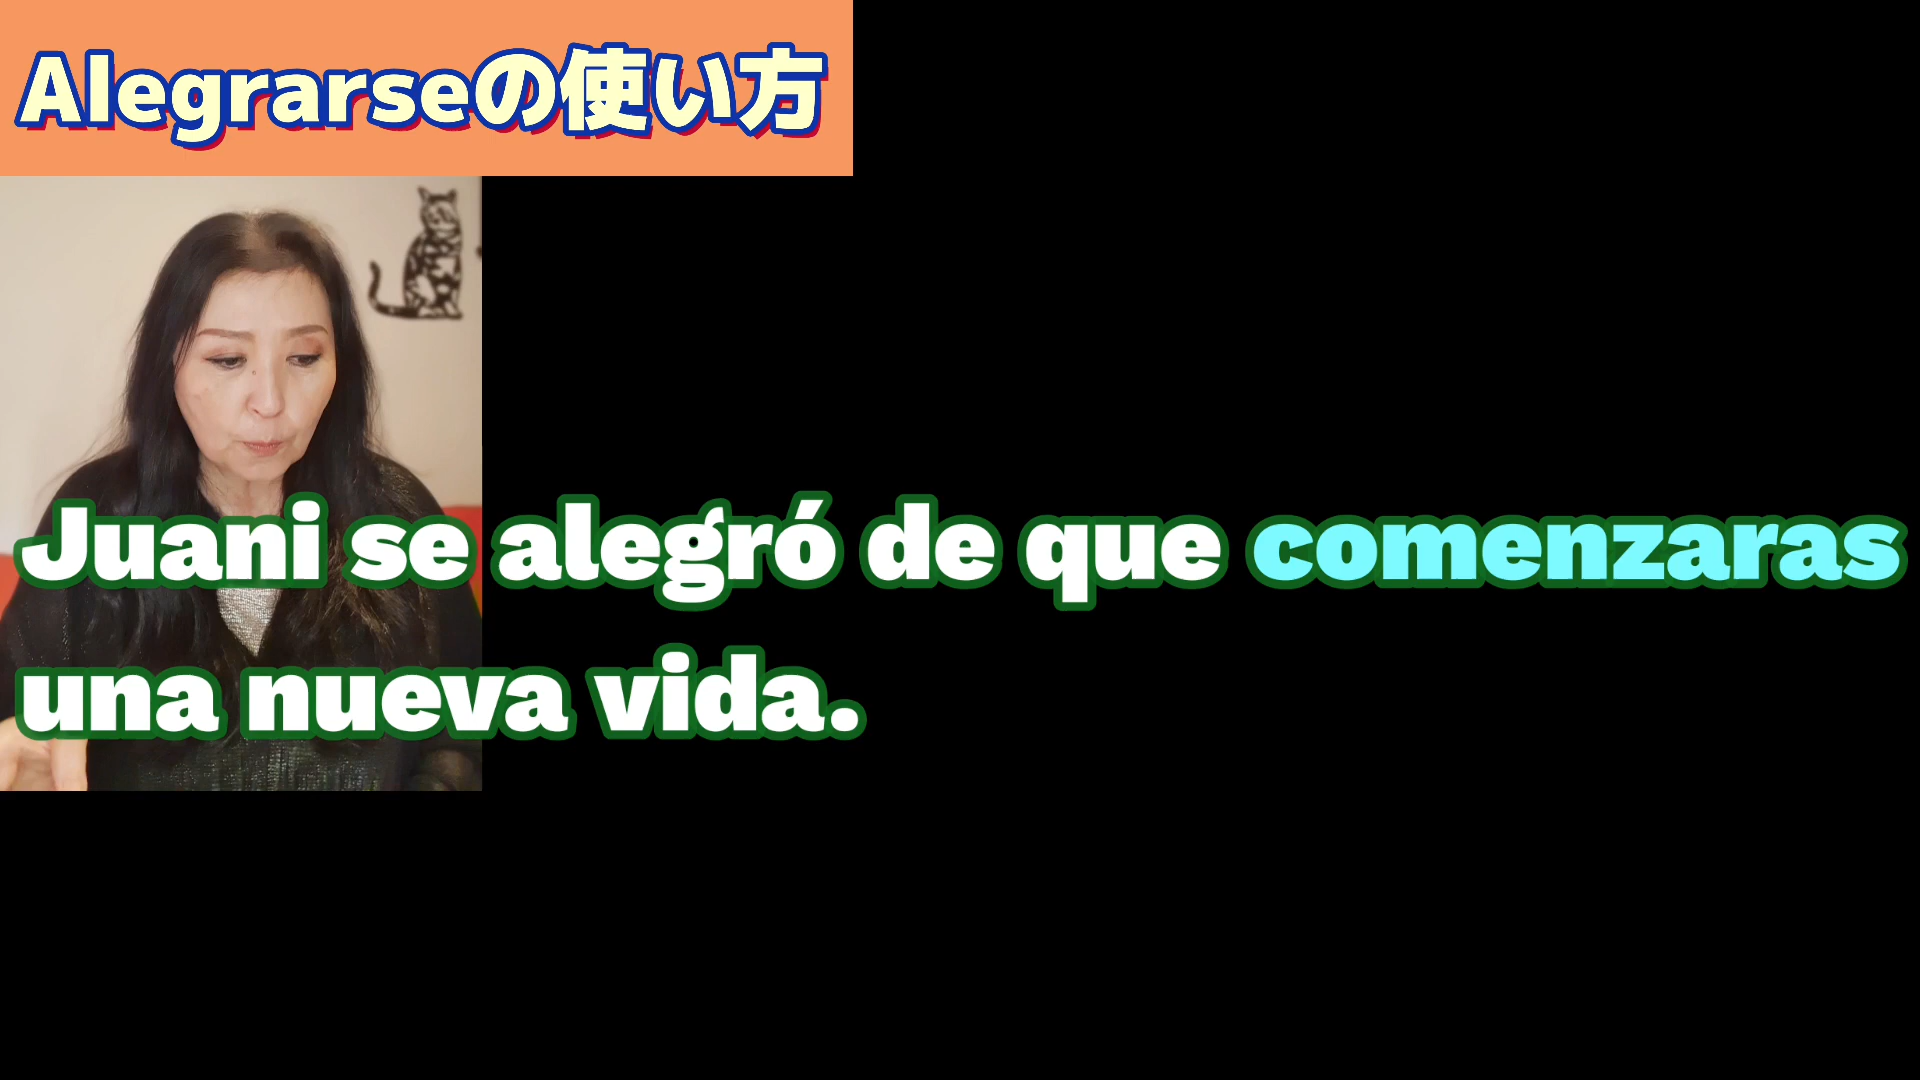 Alegrarseの使い方
Juani se alegró de que comenzaras
una nueva vida.